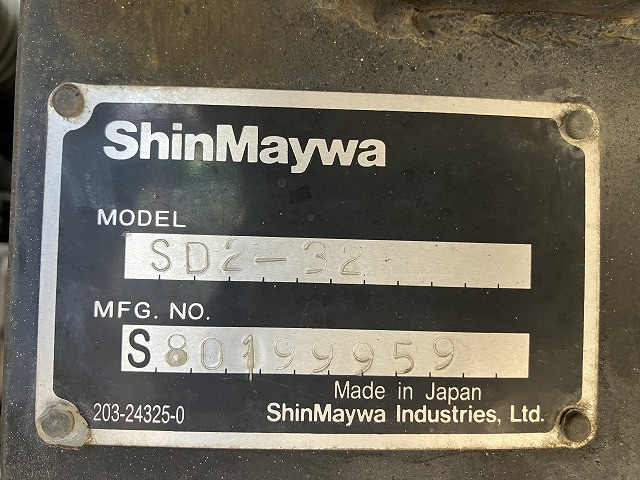 ShinMaywa
MODEL
SD2-32
MFG. NO.
S80199959
Made in Japan
203-24325-0 ShinMaywa Industries, Ltd.